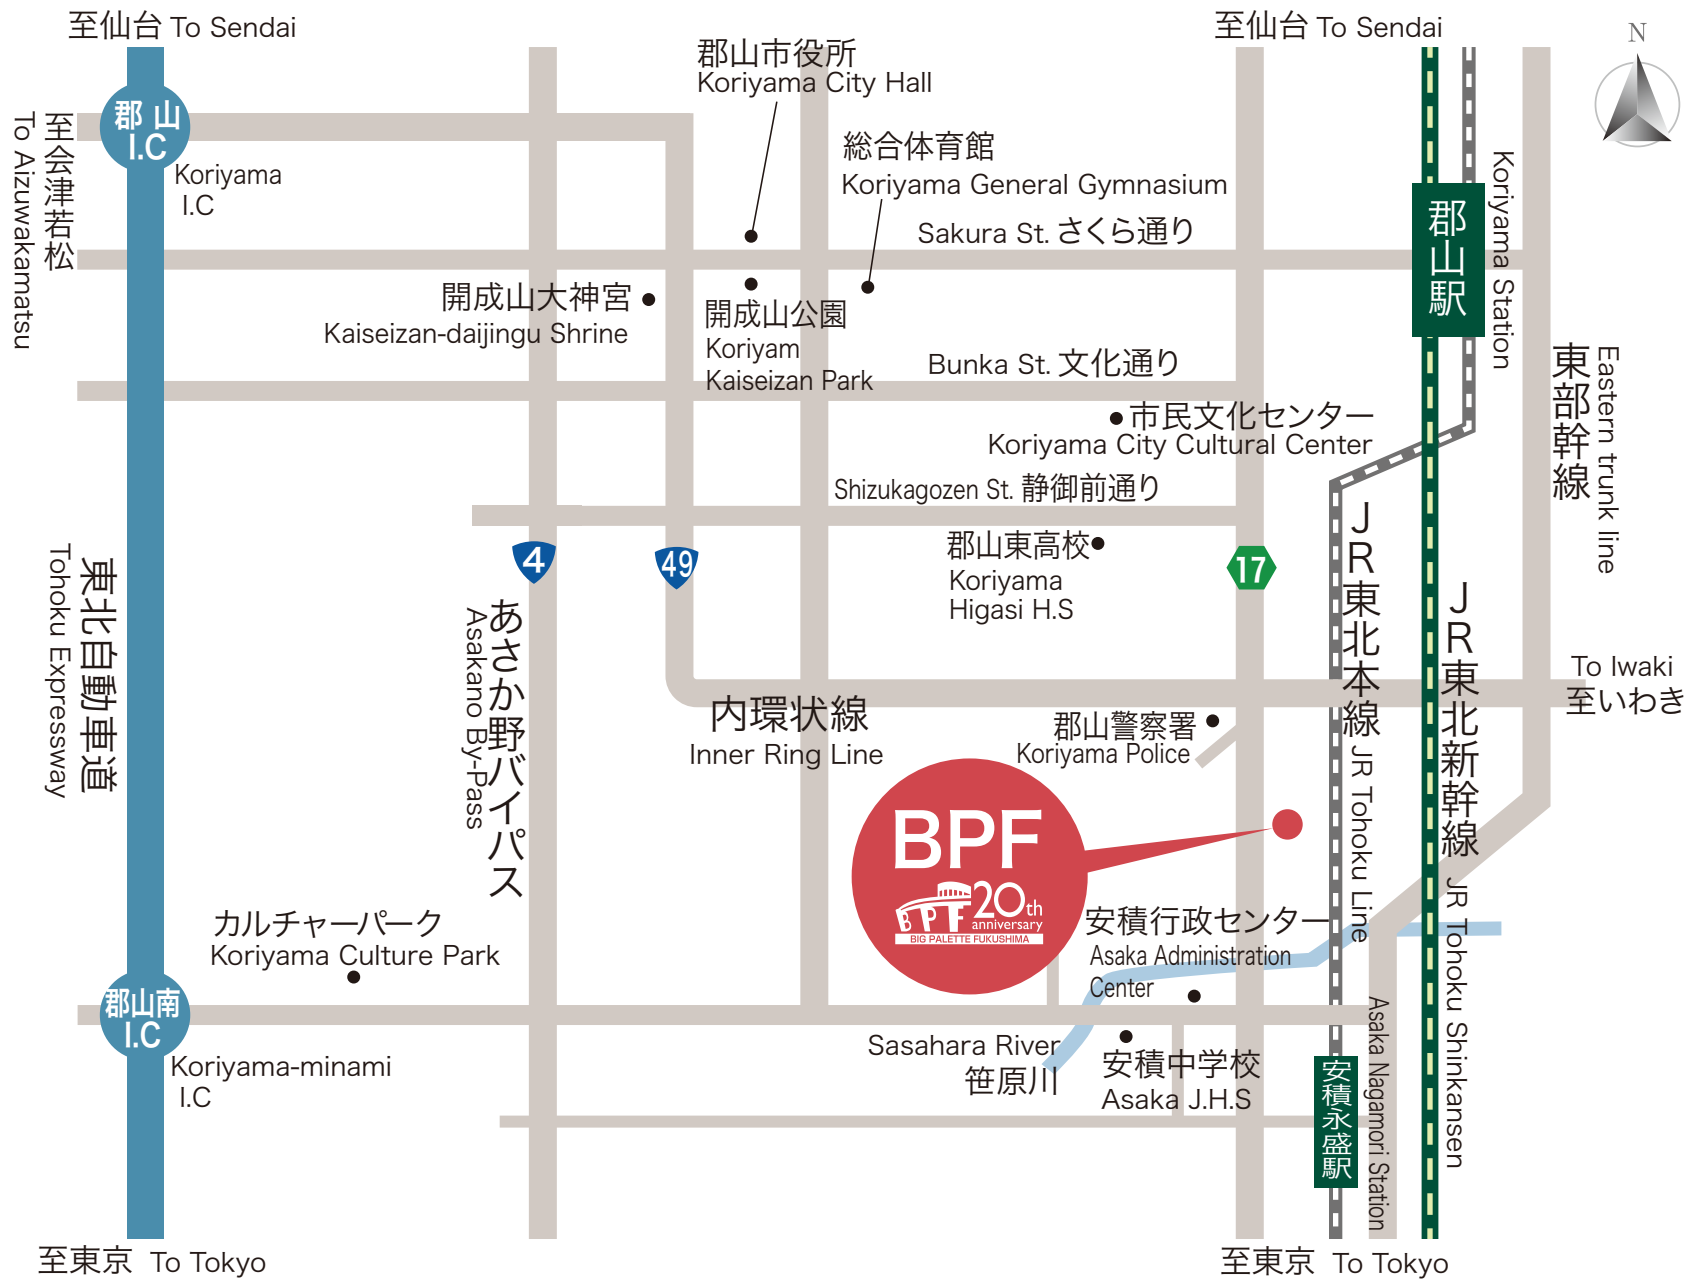 至仙台 To Sendai
至仙台 To Sendai
N
郡山市役所
Koriyama City Hall
郡山
I.C
Koriyama
I.C
至会津若松
To Aizuwakamatsu
総合体育館
Koriyama General Gymnasium
Sakura St. さくら通り
郡山駅
Koriyama Station
開成山大神宮
Kaiseizan-daijingu Shrine
開成山公園
Koriyam
Kaiseizan Park
Bunka St. 文化通り
東部幹線
Eastern trunk line
市民文化センター
Koriyama City Cultural Center
Shizukagozen St. 静御前通り
4
49
17
郡山東高校
Koriyama
Higasi H.S
東北自動車道
Tohoku Expressway
あさか野バイパス
Asakano By-Pass
JR東北本線 JR Tohoku Line
JR東北新幹線 JR Tohoku Shinkansen
To Iwaki
至いわき
内環状線
Inner Ring Line
郡山警察署
Koriyama Police
BPF
BPF 20th
anniversary
BIG PALETTE FUKUSHIMA
カルチャーパーク
Koriyama Culture Park
安積行政センター
Asaka Administration
Center
郡山南
I.C
Koriyama-minami
I.C
Sasahara River
笹原川
安積中学校
Asaka J.H.S
安積永盛駅
Asaka Nagamori Station
至東京 To Tokyo
至東京 To Tokyo